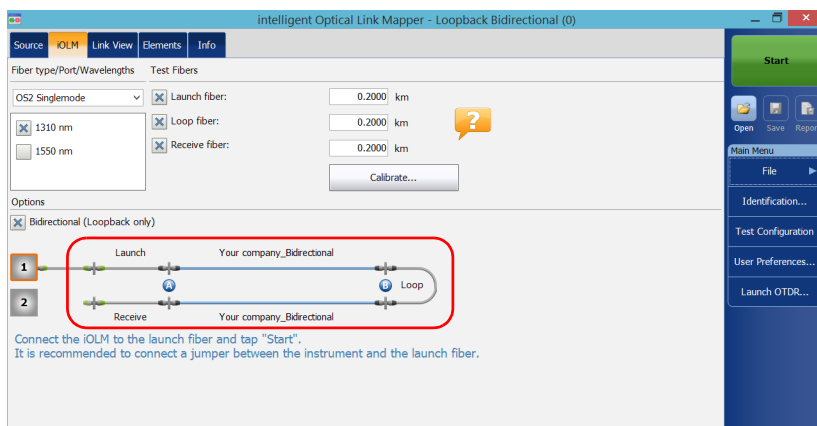 intelligent Optical Link Mapper - Loopback Bidirectional (0)
Source iOLM Link View Elements Info
Start
Fiber type/Port/Wavelengths Test Fibers
OS2 Singlemode
Launch fiber: 0.2000 km
1310 nm
Loop fiber: 0.2000 km
?
1550 nm
Receive fiber: 0.2000 km
Calibrate...
Open Save Repor
Main Menu
File
Identification...
Test Configuration
User Preferences...
Launch OTDR...
Options
Bidirectional (Loopback only)
Launch Your company_Bidirectional
1
A B Loop
2
Receive Your company_Bidirectional
Connect the iOLM to the launch fiber and tap "Start".
It is recommended to connect a jumper between the instrument and the launch fiber.